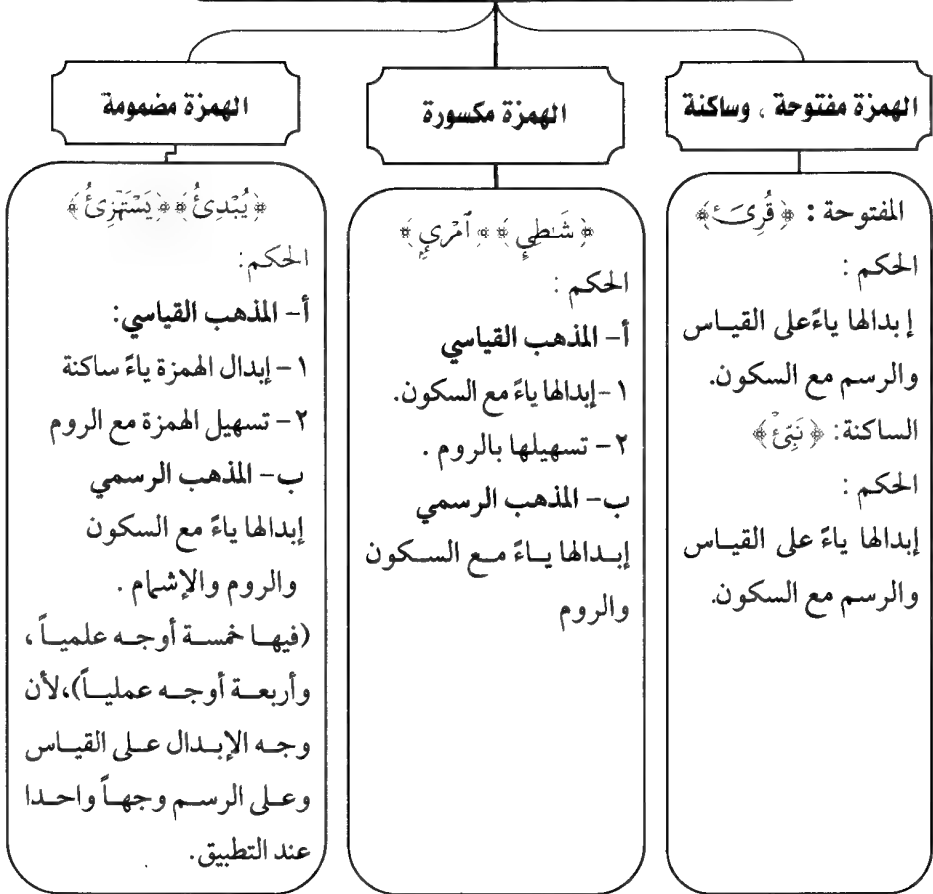 الهمزة مفتوحة ، وساكنة
المفتوحة : ﴿ قُرِىَٔ ﴾
الحكم :
إبدالها ياءً على القياس
والرسم مع السكون.
الساكنة: ﴿ نَبِّئْ ﴾
الحكم :
إبدالها ياءً على القياس
والرسم مع السكون.
الهمزة مكسورة
﴿ شَٰطِيِٕ ﴾ ﴿ ٱمْرِيِٕ ﴾
الحكم :
أ- المذهب القياسي
١-إبدالها ياءً مع السكون.
٢- تسهيلها بالروم .
ب- المذهب الرسمي
إبدالها ياءً مع السكون
والروم
الهمزة مضمومة
﴿ يُبْدِئُ ﴾ ﴿ يَسْتَهْزِئُ ﴾
الحكم:
أ- المذهب القياسي:
١- إبدال الهمزة ياءً ساكنة
٢- تسهيل الهمزة مع الروم
ب- المذهب الرسمي
إبدالها ياءً مع السكون
والروم والإشمام .
(فيها خمسة أوجه علمياً ،
وأربعة أوجه عملياً)،لأن
وجه الإبدال على القياس
وعلى الرسم وجهاً واحدا
عند التطبيق.